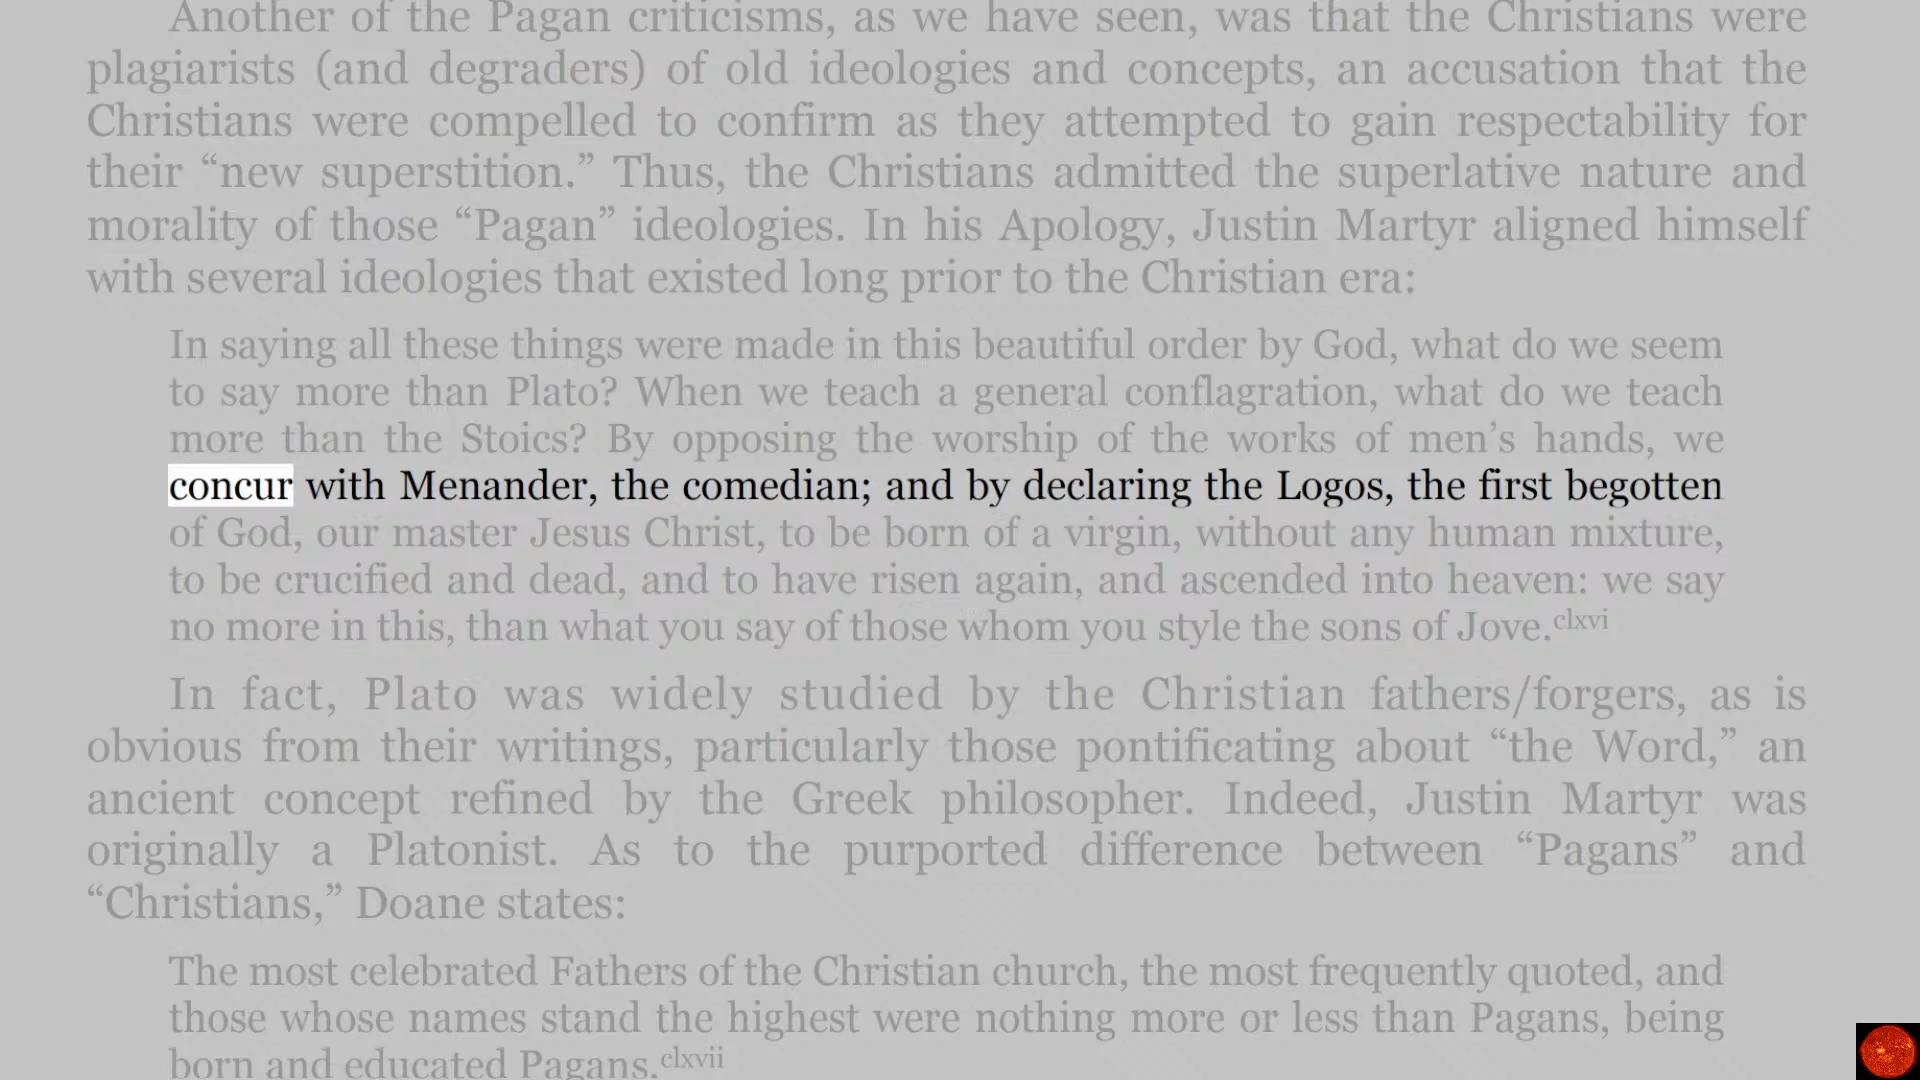 Another of the Pagan criticisms, as we have seen, was that the Christians were
plagiarists (and degraders) of old ideologies and concepts, an accusation that the
Christians were compelled to confirm as they attempted to gain respectability for
their “new superstition.” Thus, the Christians admitted the superlative nature and
morality of those “Pagan” ideologies. In his Apology, Justin Martyr aligned himself
with several ideologies that existed long prior to the Christian era:
In saying all these things were made in this beautiful order by God, what do we seem
to say more than Plato? When we teach a general conflagration, what do we teach
more than the Stoics? By opposing the worship of the works of men’s hands, we
concur with Menander, the comedian; and by declaring the Logos, the first begotten
of God, our master Jesus Christ, to be born of a virgin, without any human mixture,
to be crucified and dead, and to have risen again, and ascended into heaven: we say
no more in this, than what you say of those whom you style the sons of Jove.clxvi
In fact, Plato was widely studied by the Christian fathers/forgers, as is
obvious from their writings, particularly those pontificating about “the Word,” an
ancient concept refined by the Greek philosopher. Indeed, Justin Martyr was
originally a Platonist. As to the purported difference between “Pagans” and
“Christians,” Doane states:
The most celebrated Fathers of the Christian church, the most frequently quoted, and
those whose names stand the highest were nothing more or less than Pagans, being
born and educated Pagans.clxvii